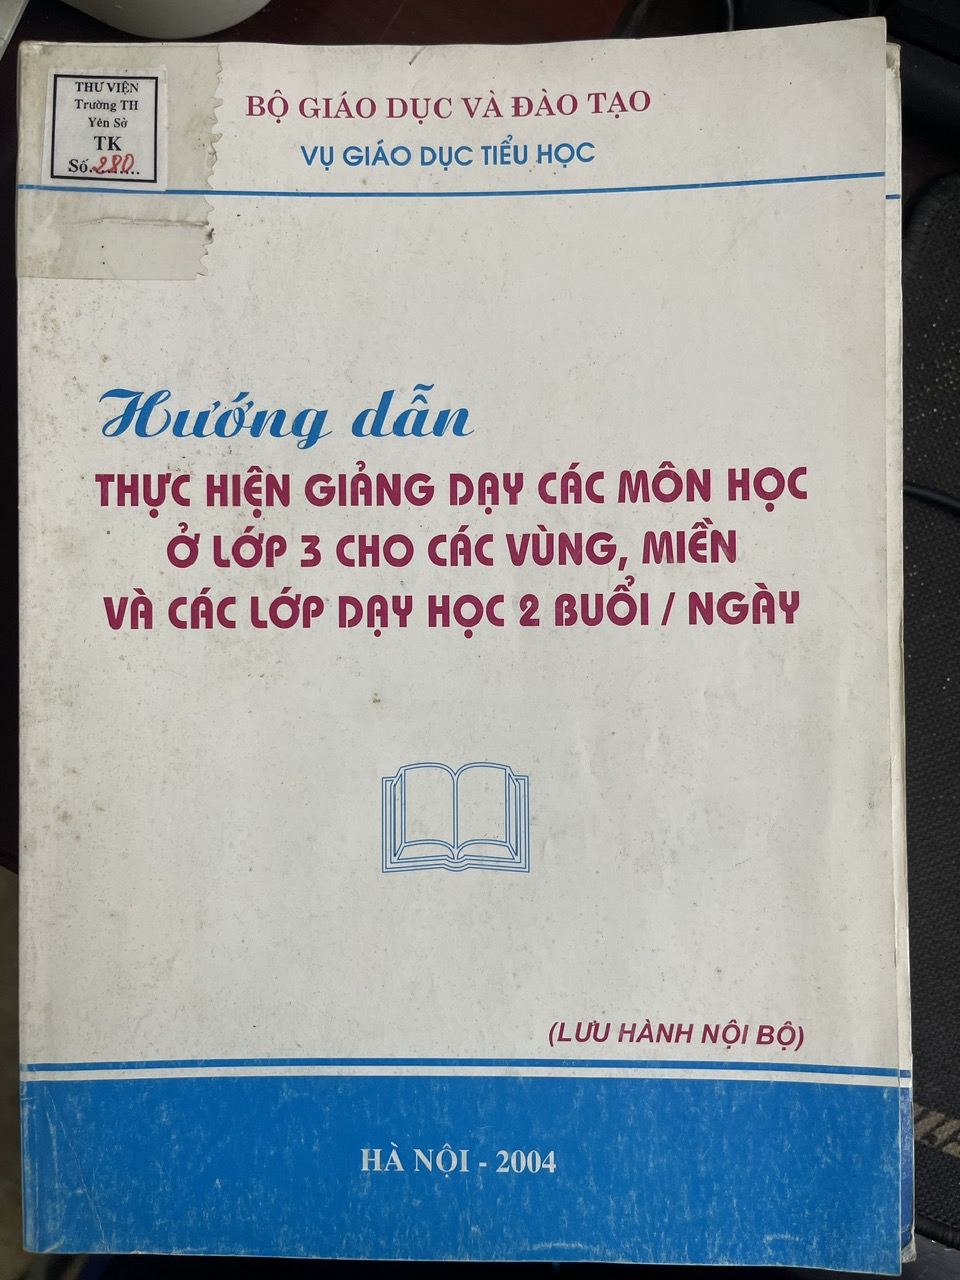 THƯ VIỆN
Trường TH
Yên Sở
TK
Số.280....
BỘ GIÁO DỤC VÀ ĐÀO TẠO
VỤ GIÁO DỤC TIỂU HỌC
Hướng dẫn
THỰC HIỆN GIẢNG DẠY CÁC MÔN HỌC
Ở LỚP 3 CHO CÁC VÙNG, MIỀN
VÀ CÁC LỚP DẠY HỌC 2 BUỔI / NGÀY
(LƯU HÀNH NỘI BỘ)
HÀ NỘI - 2004